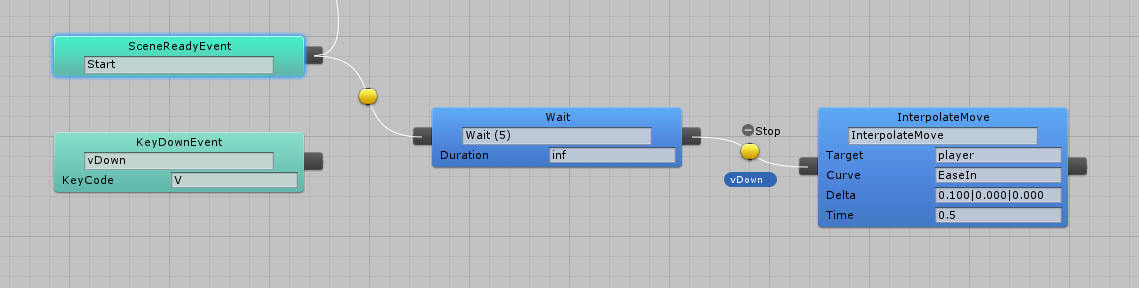 SceneReadyEvent
Start
KeyDownEvent
vDown
KeyCode V
Wait
Wait (5)
Duration inf
Stop
vDown
InterpolateMove
InterpolateMove
Target player
Curve EaseIn
Delta 0.100|0.000|0.000
Time 0.5